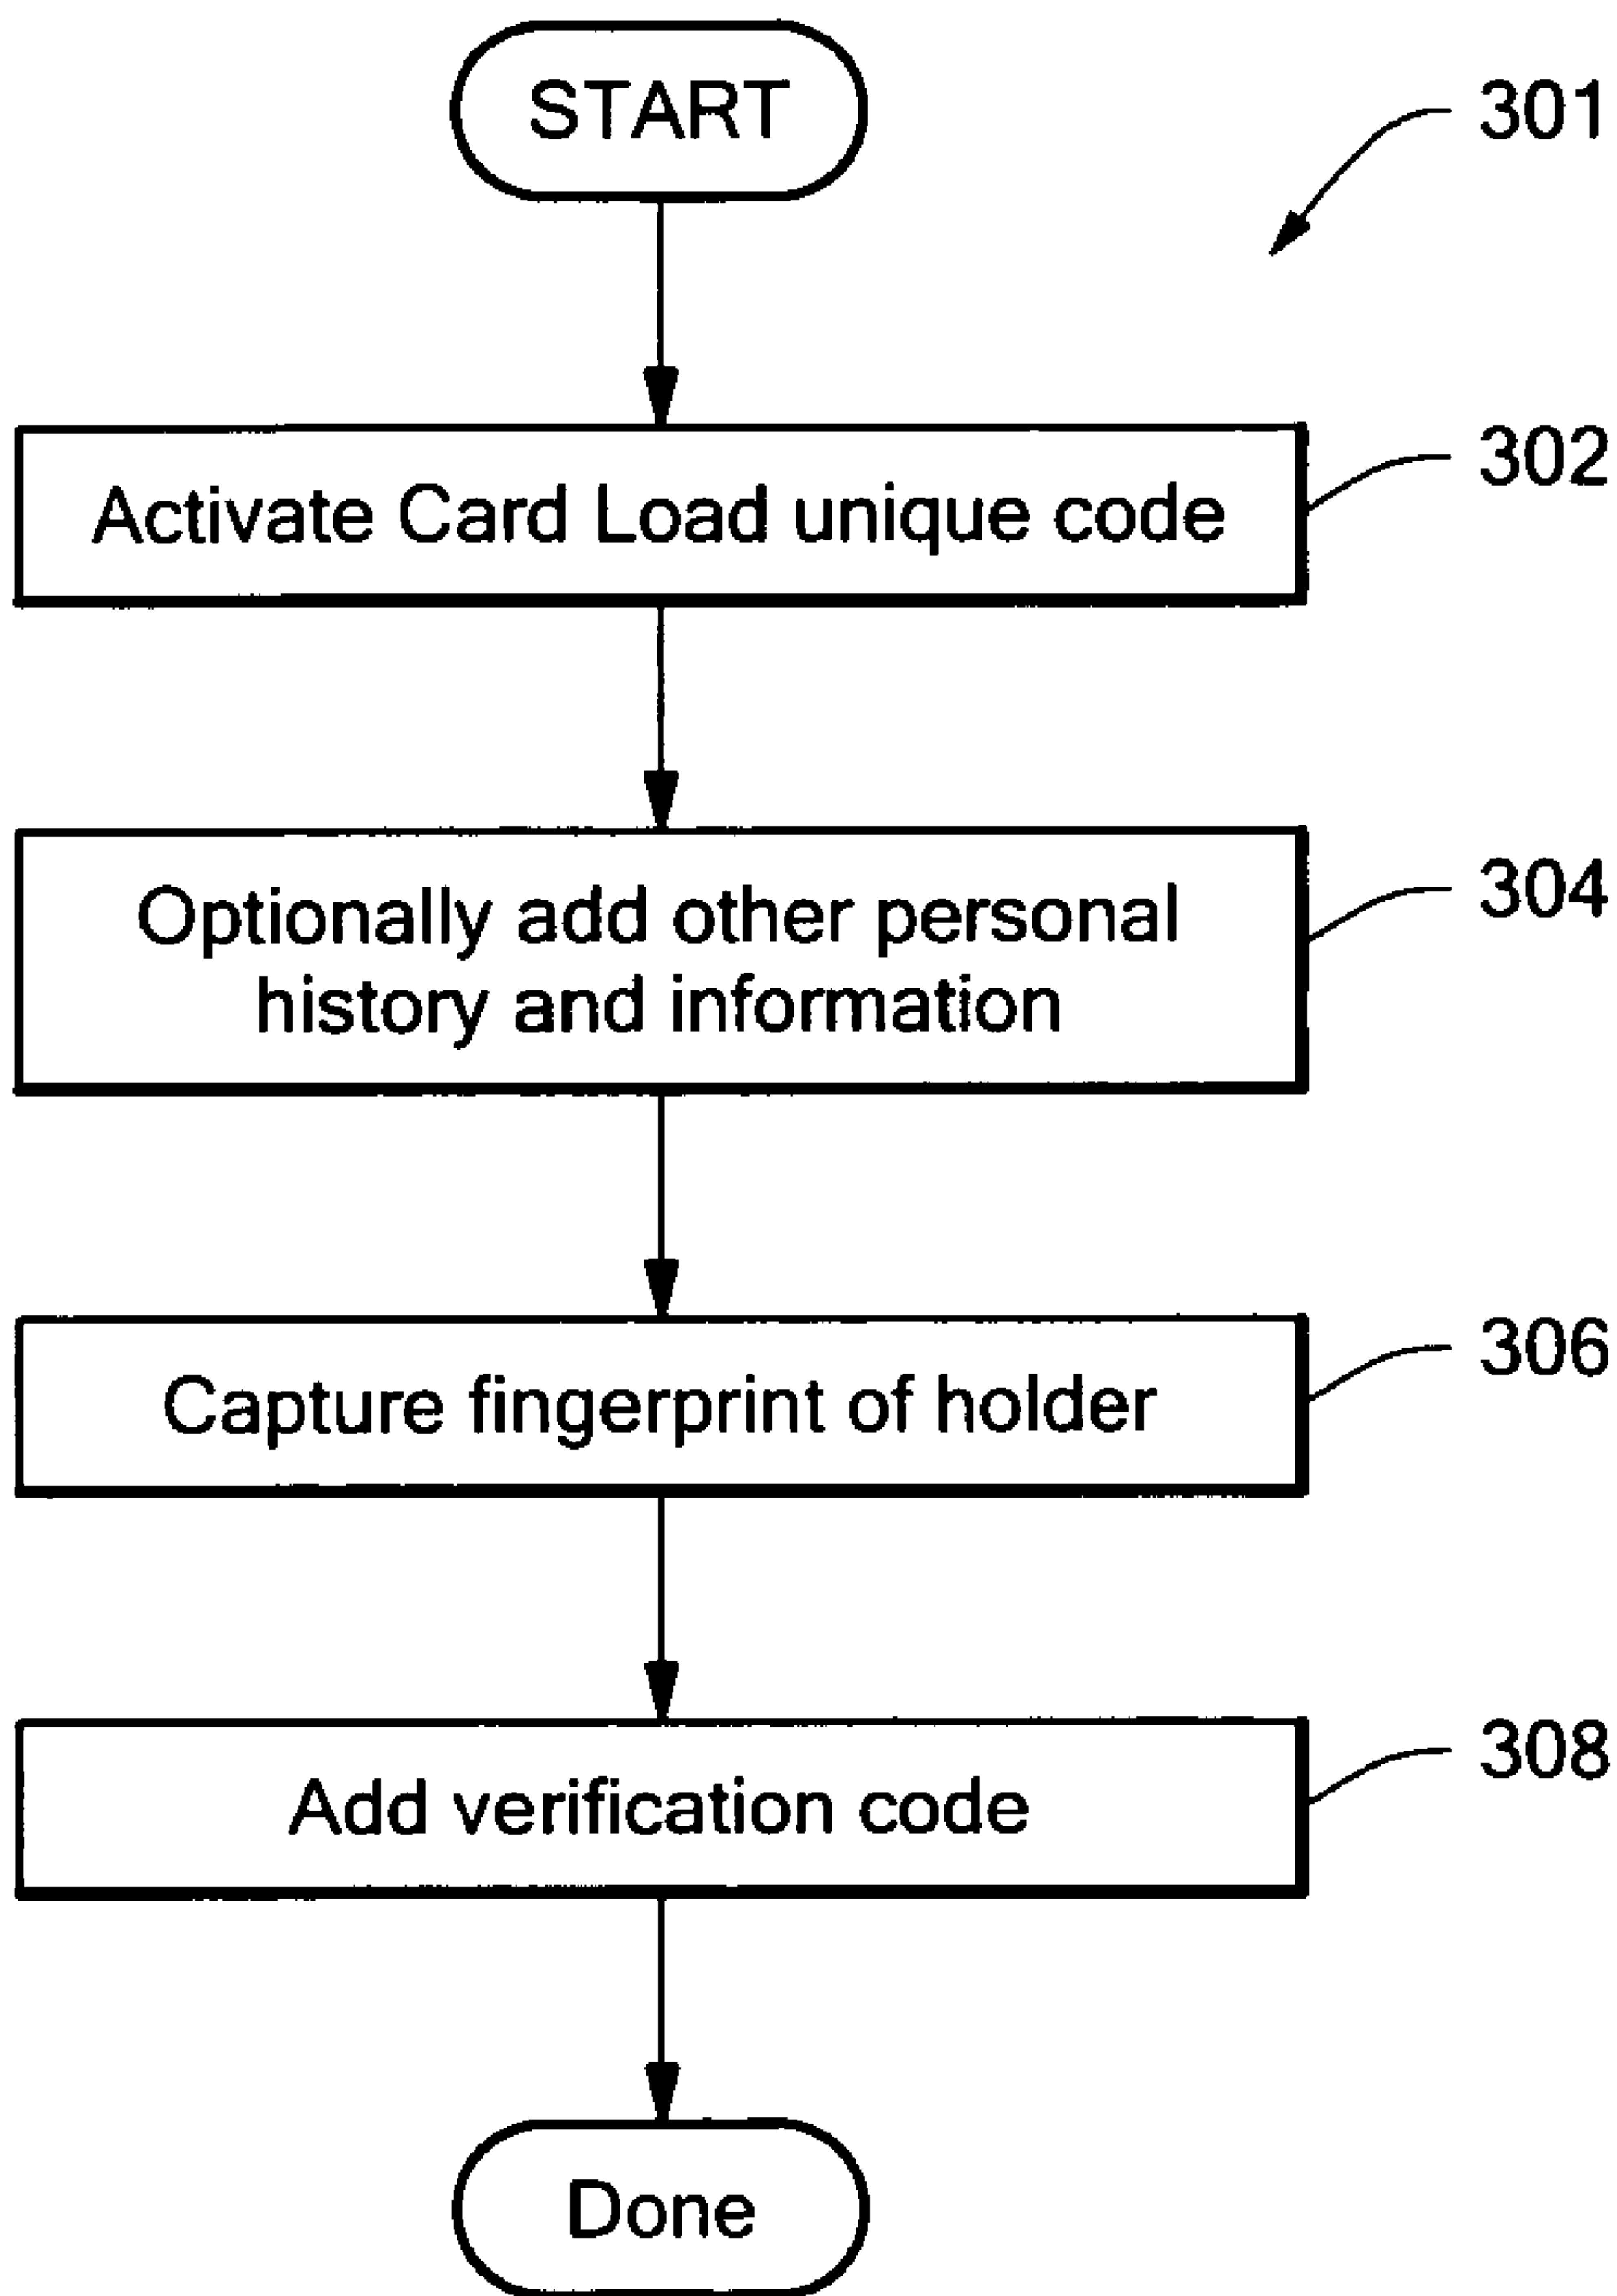 START
301
Activate Card Load unique code
302
Optionally add other personal
history and information
304
Capture fingerprint of holder
306
Add verification code
308
Done